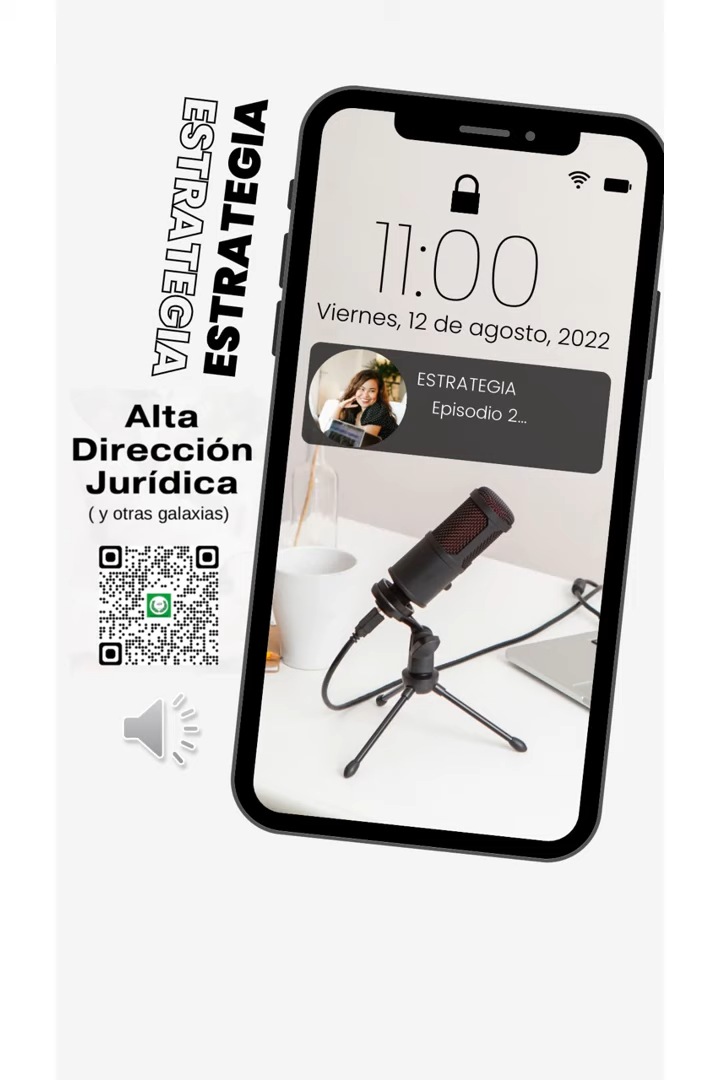 ESTRATEGIA
ESTRATEGIA
Alta
Dirección
Jurídica
( y otras galaxias)
11:00
Viernes, 12 de agosto, 2022
ESTRATEGIA
Episodio 2...